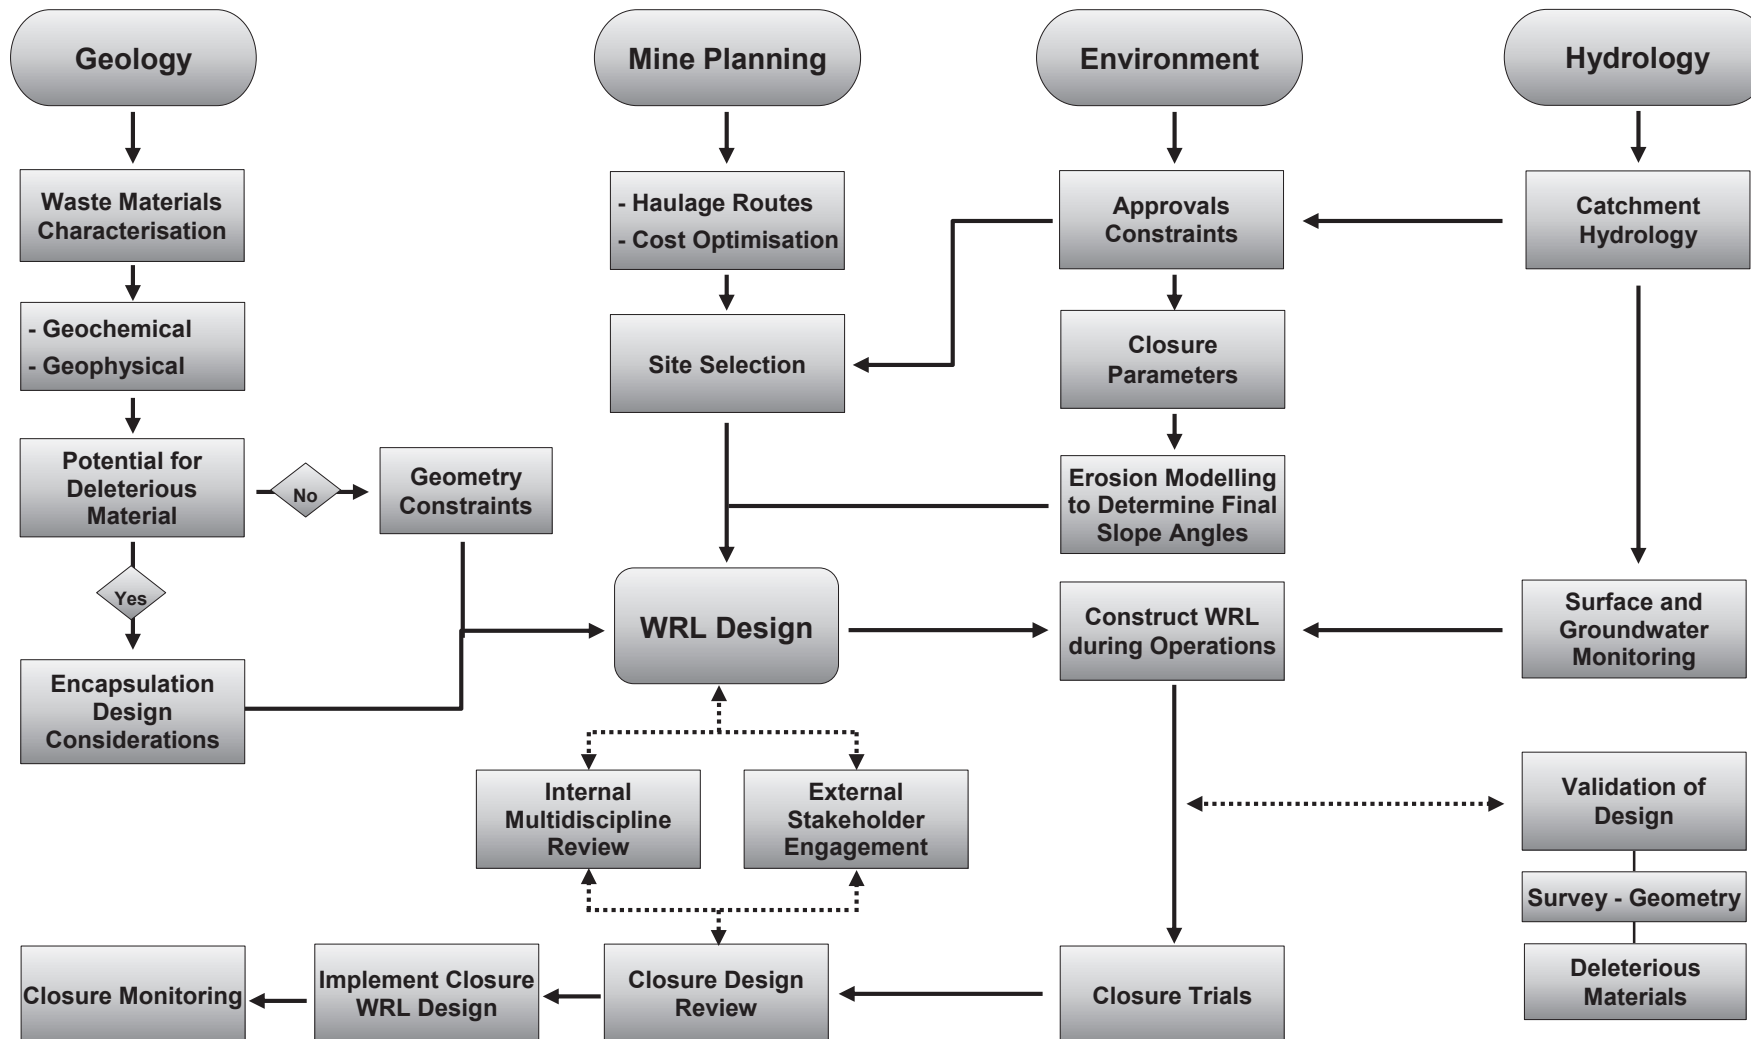 Geology
Mine Planning
Environment
Hydrology
Waste Materials
Characterisation
- Haulage Routes
- Cost Optimisation
Approvals
Constraints
Catchment
Hydrology
- Geochemical
- Geophysical
Site Selection
Closure
Parameters
Potential for
Deleterious
Material
No
Geometry
Constraints
Erosion Modelling
to Determine Final
Slope Angles
Yes
WRL Design
Construct WRL
during Operations
Surface and
Groundwater
Monitoring
Encapsulation
Design
Considerations
Internal
Multidiscipline
Review
External
Stakeholder
Engagement
Validation of
Design
Survey - Geometry
Deleterious
Materials
Closure Monitoring
Implement Closure
WRL Design
Closure Design
Review
Closure Trials